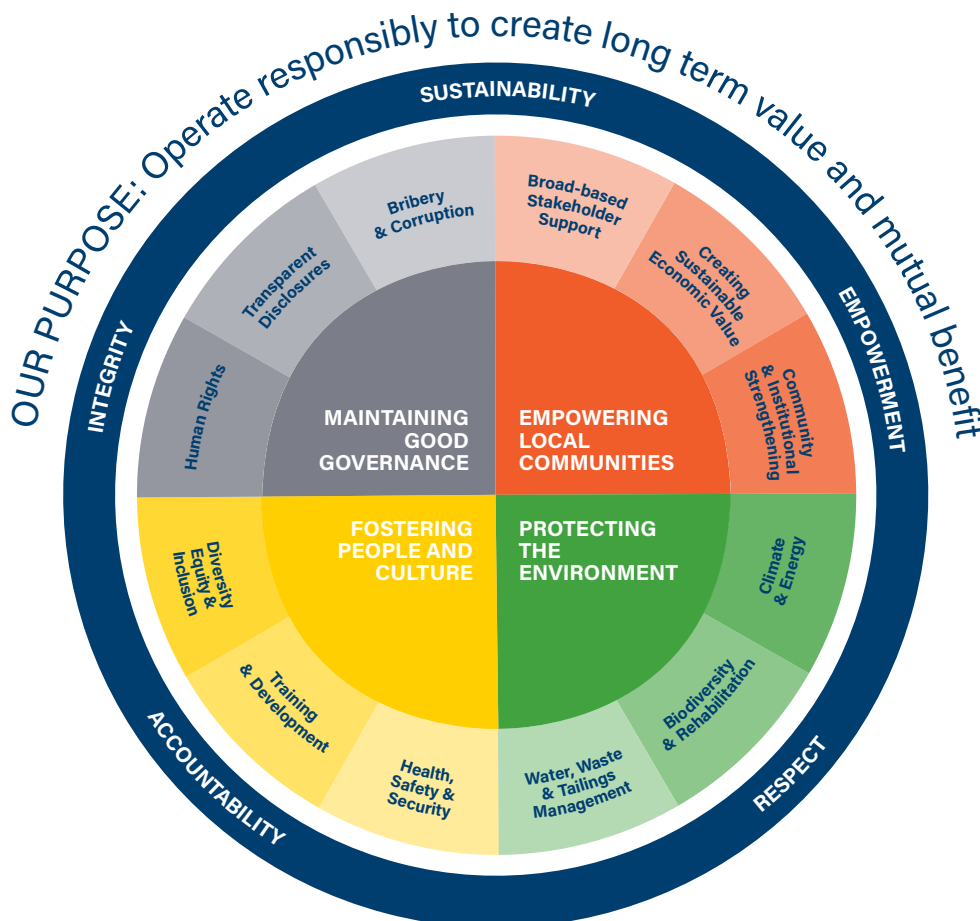 OUR PURPOSE: Operate responsibly to create long term value and mutual benefit
SUSTAINABILITY
EMPOWERMENT
RESPECT
ACCOUNTABILITY
INTEGRITY
Bribery
& Corruption
Transparent
Disclosures
Human Rights
MAINTAINING
GOOD
GOVERNANCE
Broad-based
Stakeholder
Support
Creating
Sustainable
Economic Value
Community
& Institutional
Strengthening
EMPOWERING
LOCAL
COMMUNITIES
FOSTERING
PEOPLE AND
CULTURE
Diversity
Equity &
Inclusion
Training
& Development
Health,
Safety &
Security
PROTECTING
THE
ENVIRONMENT
Climate
& Energy
Biodiversity
& Rehabilitation
Water, Waste
& Tailings
Management